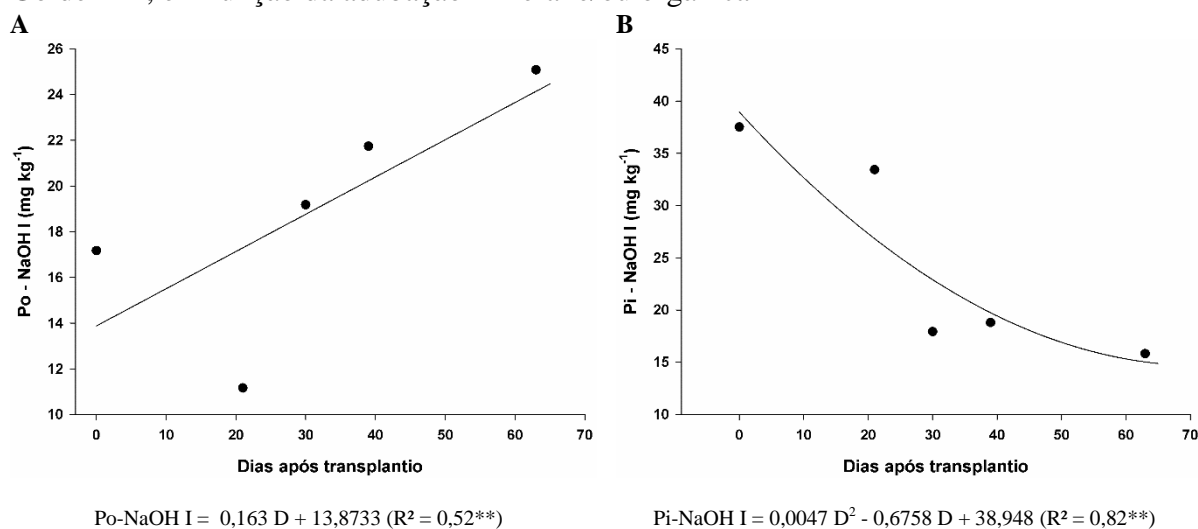 A
B
26
24
22
20
18
16
14
12
10
Po - NaOH I (mg kg⁻¹)
0 10 20 30 40 50 60 70
Dias após transplantio
45
40
35
30
25
20
15
10
Pi - NaOH I (mg kg⁻¹)
0 10 20 30 40 50 60 70
Dias após transplantio
Po-NaOH I = 0,163 D + 13,8733 (R² = 0,52**)
Pi-NaOH I = 0,0047 D² - 0,6758 D + 38,948 (R² = 0,82**)